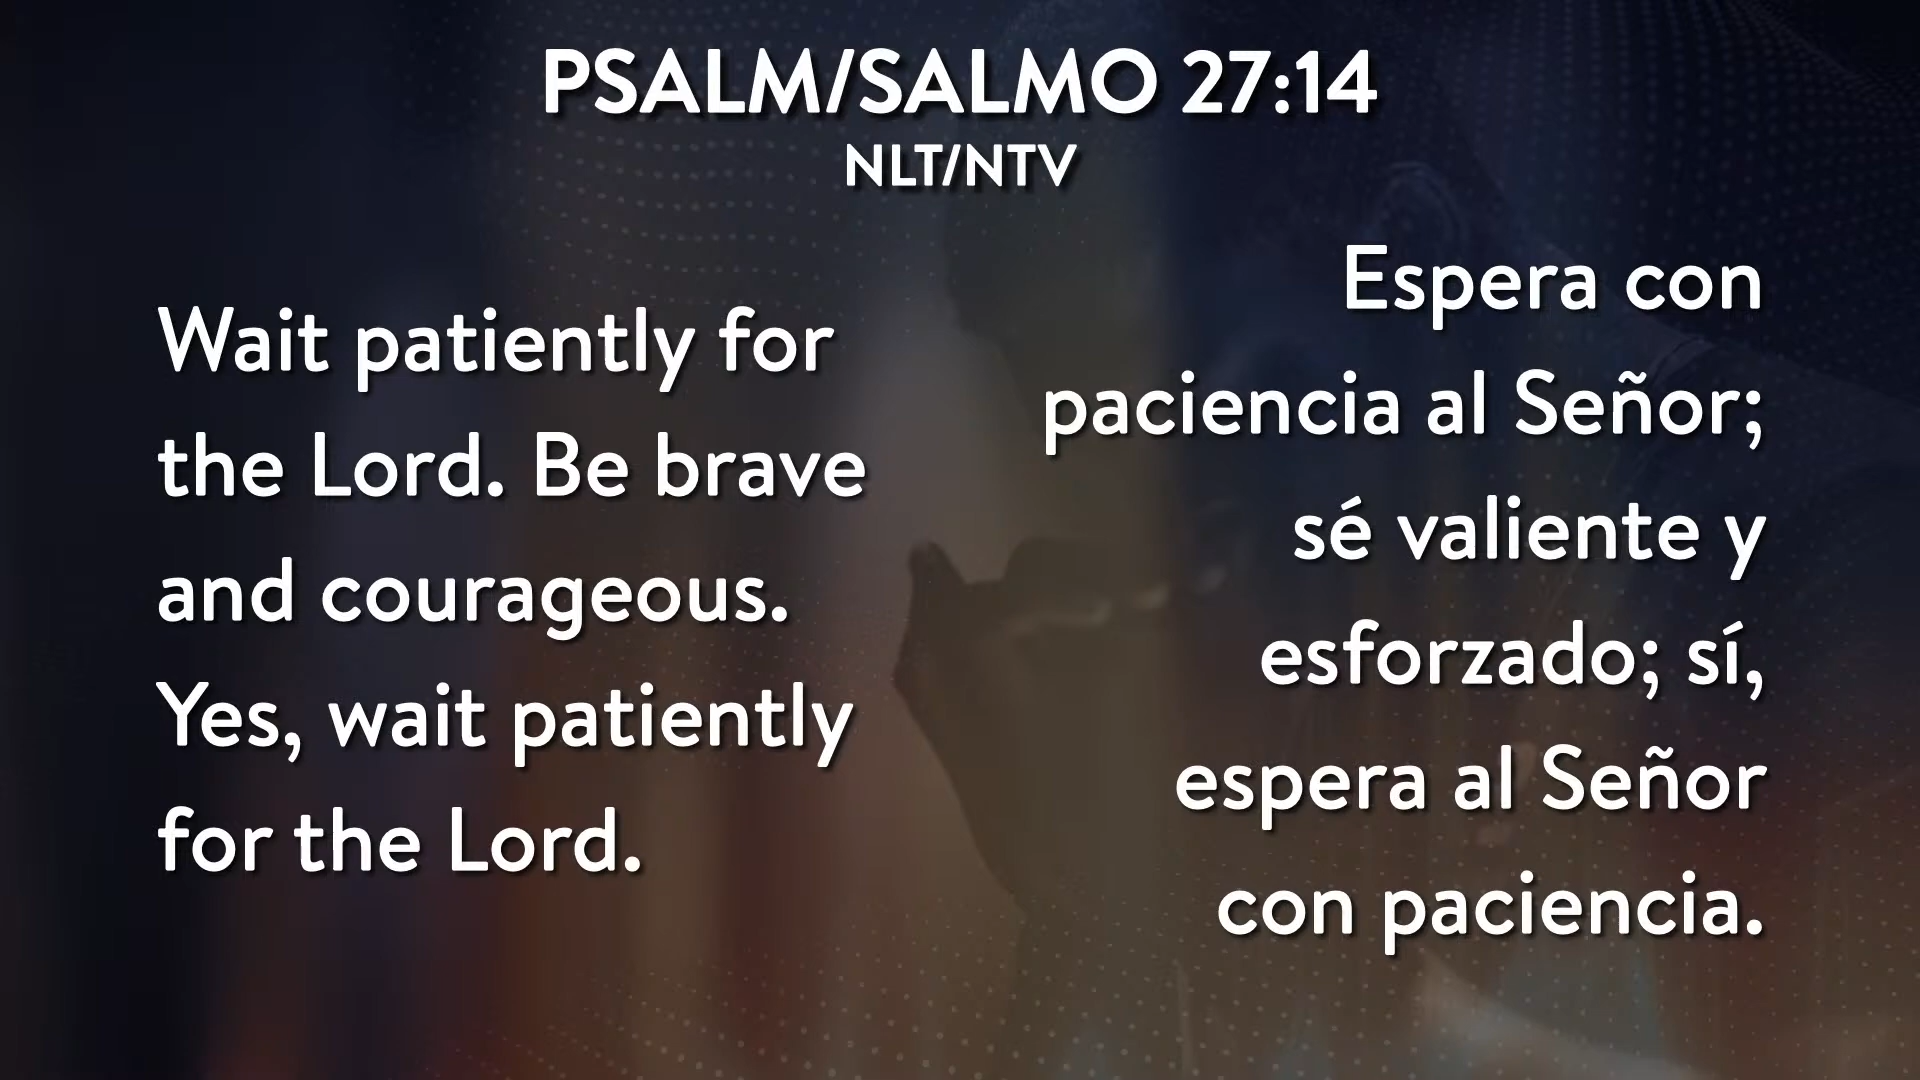 PSALM/SALMO 27:14
NLT/NTV
Wait patiently for
the Lord. Be brave
and courageous.
Yes, wait patiently
for the Lord.
Espera con
paciencia al Señor;
sé valiente y
esforzado; sí,
espera al Señor
con paciencia.